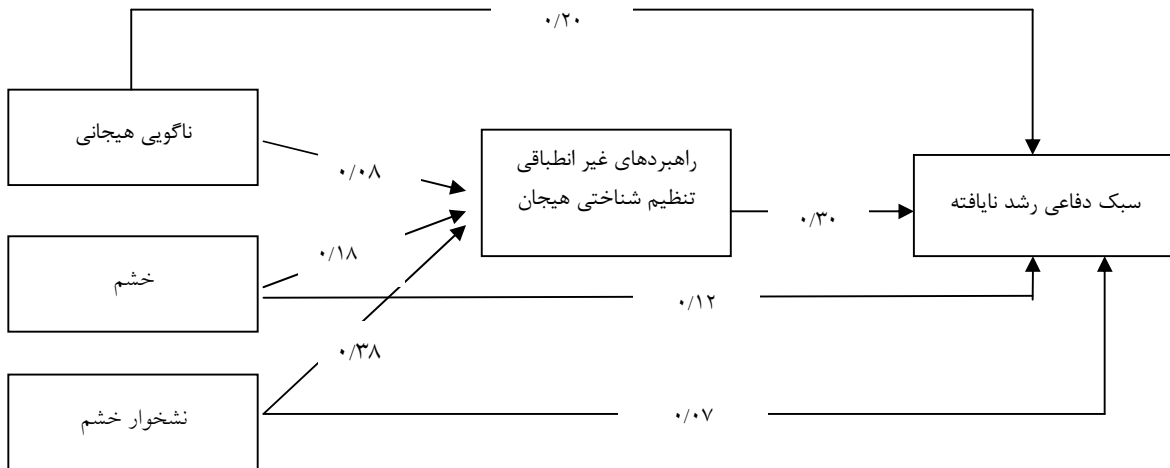 ۰/۲۰
ناگویی هیجانی
۰/۰۸
راهبردهای غیر انطباقی
تنظیم شناختی هیجان
سبک دفاعی رشد نایافته
۰/۳۰
۰/۱۸
خشم
۰/۱۲
۰/۳۸
نشخوار خشم
۰/۰۷